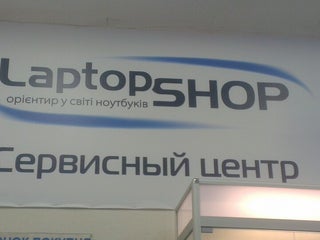 LaptopSHOP
орієнтир у світі ноутбуків
Сервисный центр